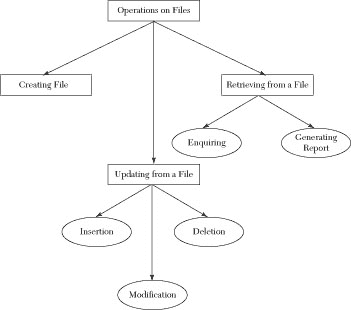 Operations on Files
Creating File
Retrieving from a File
Enquiring
Generating
Report
Updating from a File
Insertion
Deletion
Modification